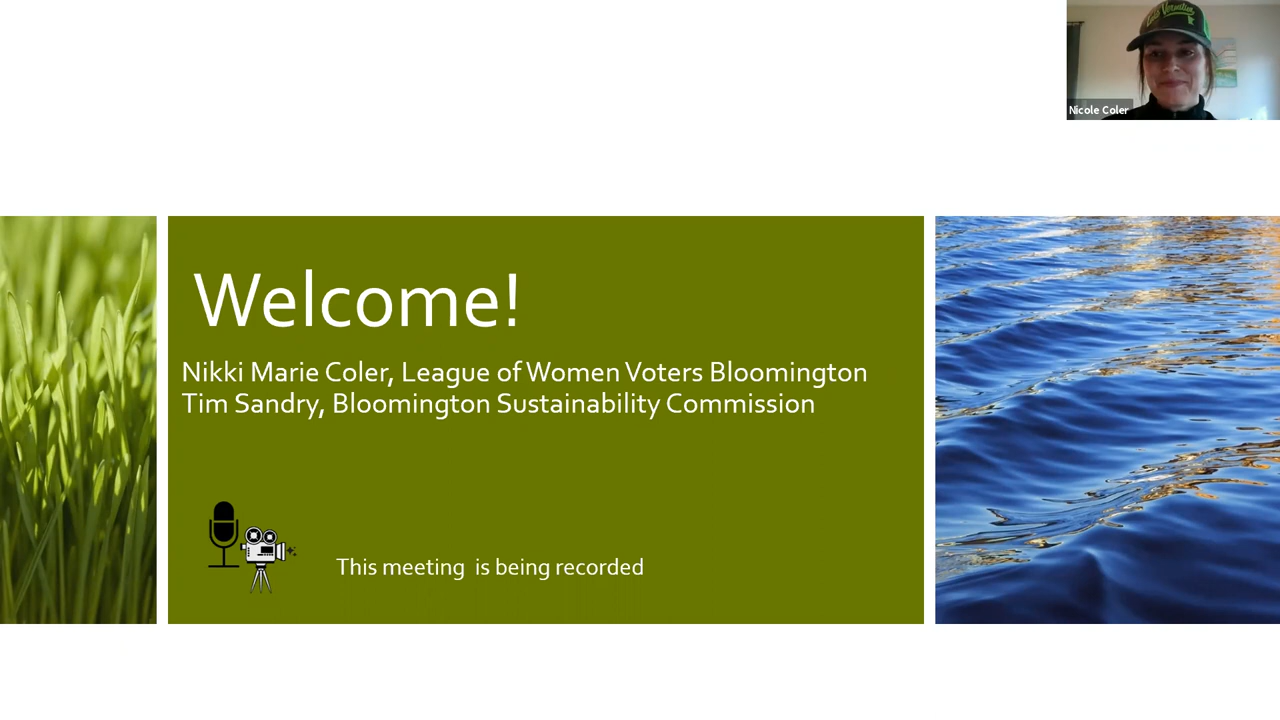 Nicole Coler
Welcome!
Nikki Marie Coler, League of Women Voters Bloomington
Tim Sandry, Bloomington Sustainability Commission
This meeting is being recorded